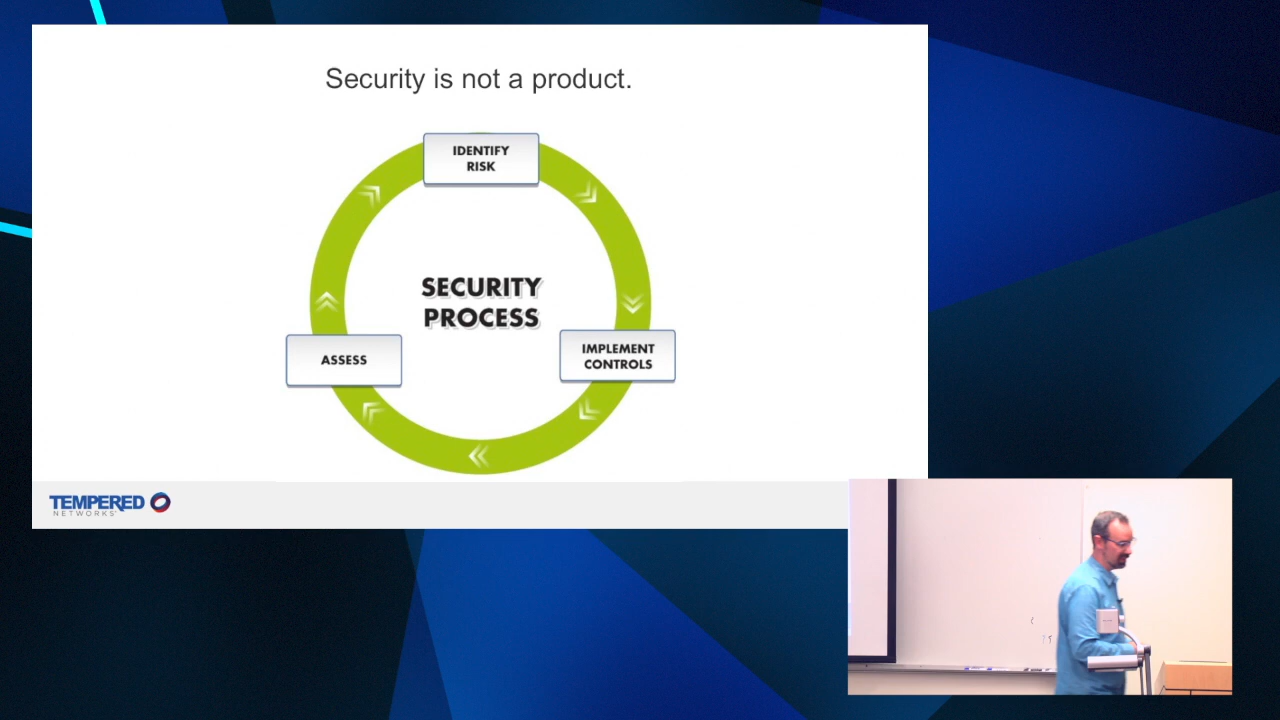 Security is not a product.
IDENTIFY
RISK
SECURITY
PROCESS
ASSESS
IMPLEMENT
CONTROLS
TEMPERED
NETWORKS